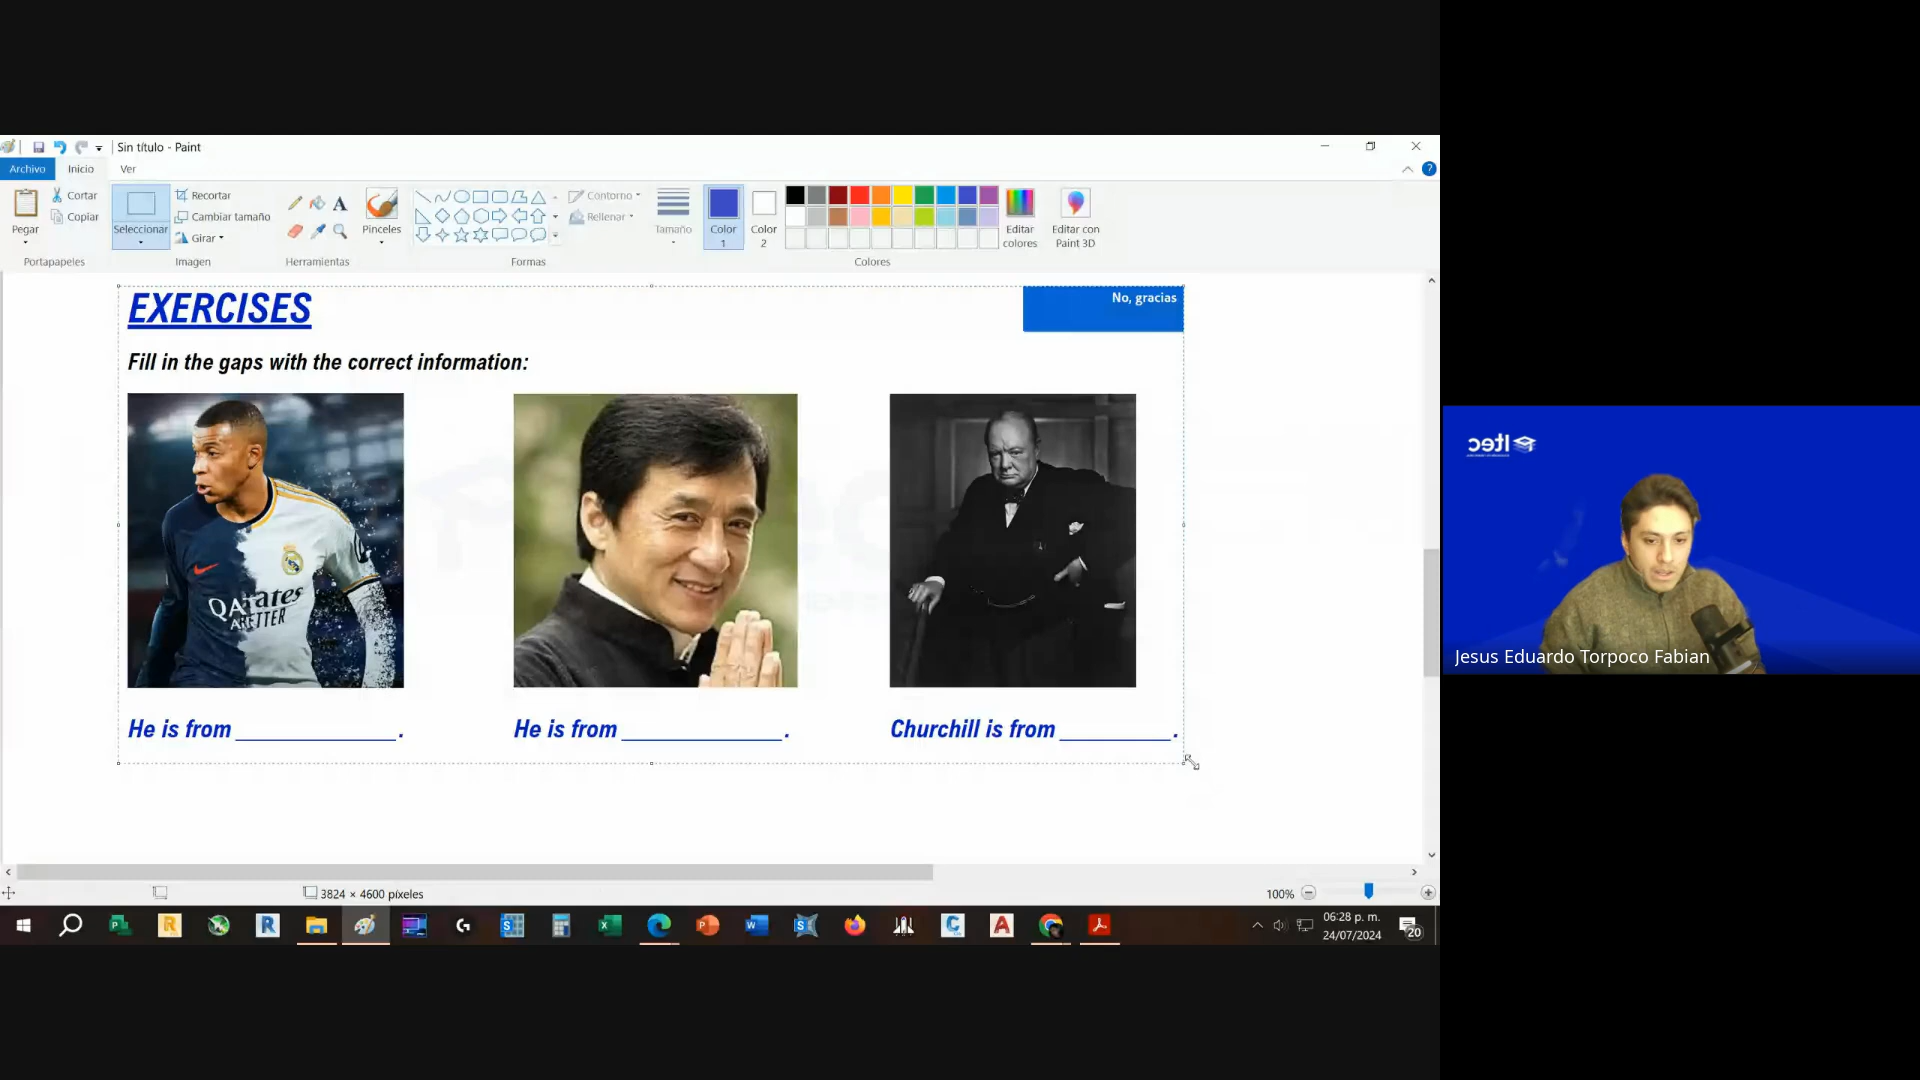 Sin título - Paint
Archivo
Inicio
Ver
Pegar
Cortar
Copiar
Portapapeles
Seleccionar
Recortar
Cambiar tamaño
Girar
Imagen
A
Herramientas
Pinceles
Formas
Contorno
Rellenar
Tamaño
Color
1
Color
2
Colores
Editar
colores
Editar con
Paint 3D
EXERCISES
No, gracias
Fill in the gaps with the correct information:
He is from ____________ .
He is from ____________ .
Churchill is from ________ .
3824 × 4600 píxeles
100%
06:28 p. m.
24/07/2024
20
Itec
Jesus Eduardo Torpoco Fabian